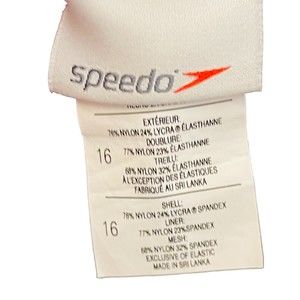 speedo
EXTÉRIEUR:
76% NYLON 24% LYCRA ® ÉLASTHANNE
DOUBLURE:
16
77% NYLON 23% ÉLASTHANNE
TREILLI:
68% NYLON 32% ÉLASTHANNE
À L'EXCEPTION DES ÉLASTIQUES
FABRIQUÉ AU SRI LANKA
SHELL:
76% NYLON 24% LYCRA ® SPANDEX
LINER:
16
77% NYLON 23%SPANDEX
MESH:
68% NYLON 32% SPANDEX
EXCLUSIVE OF ELASTIC
MADE IN SRI LANKA